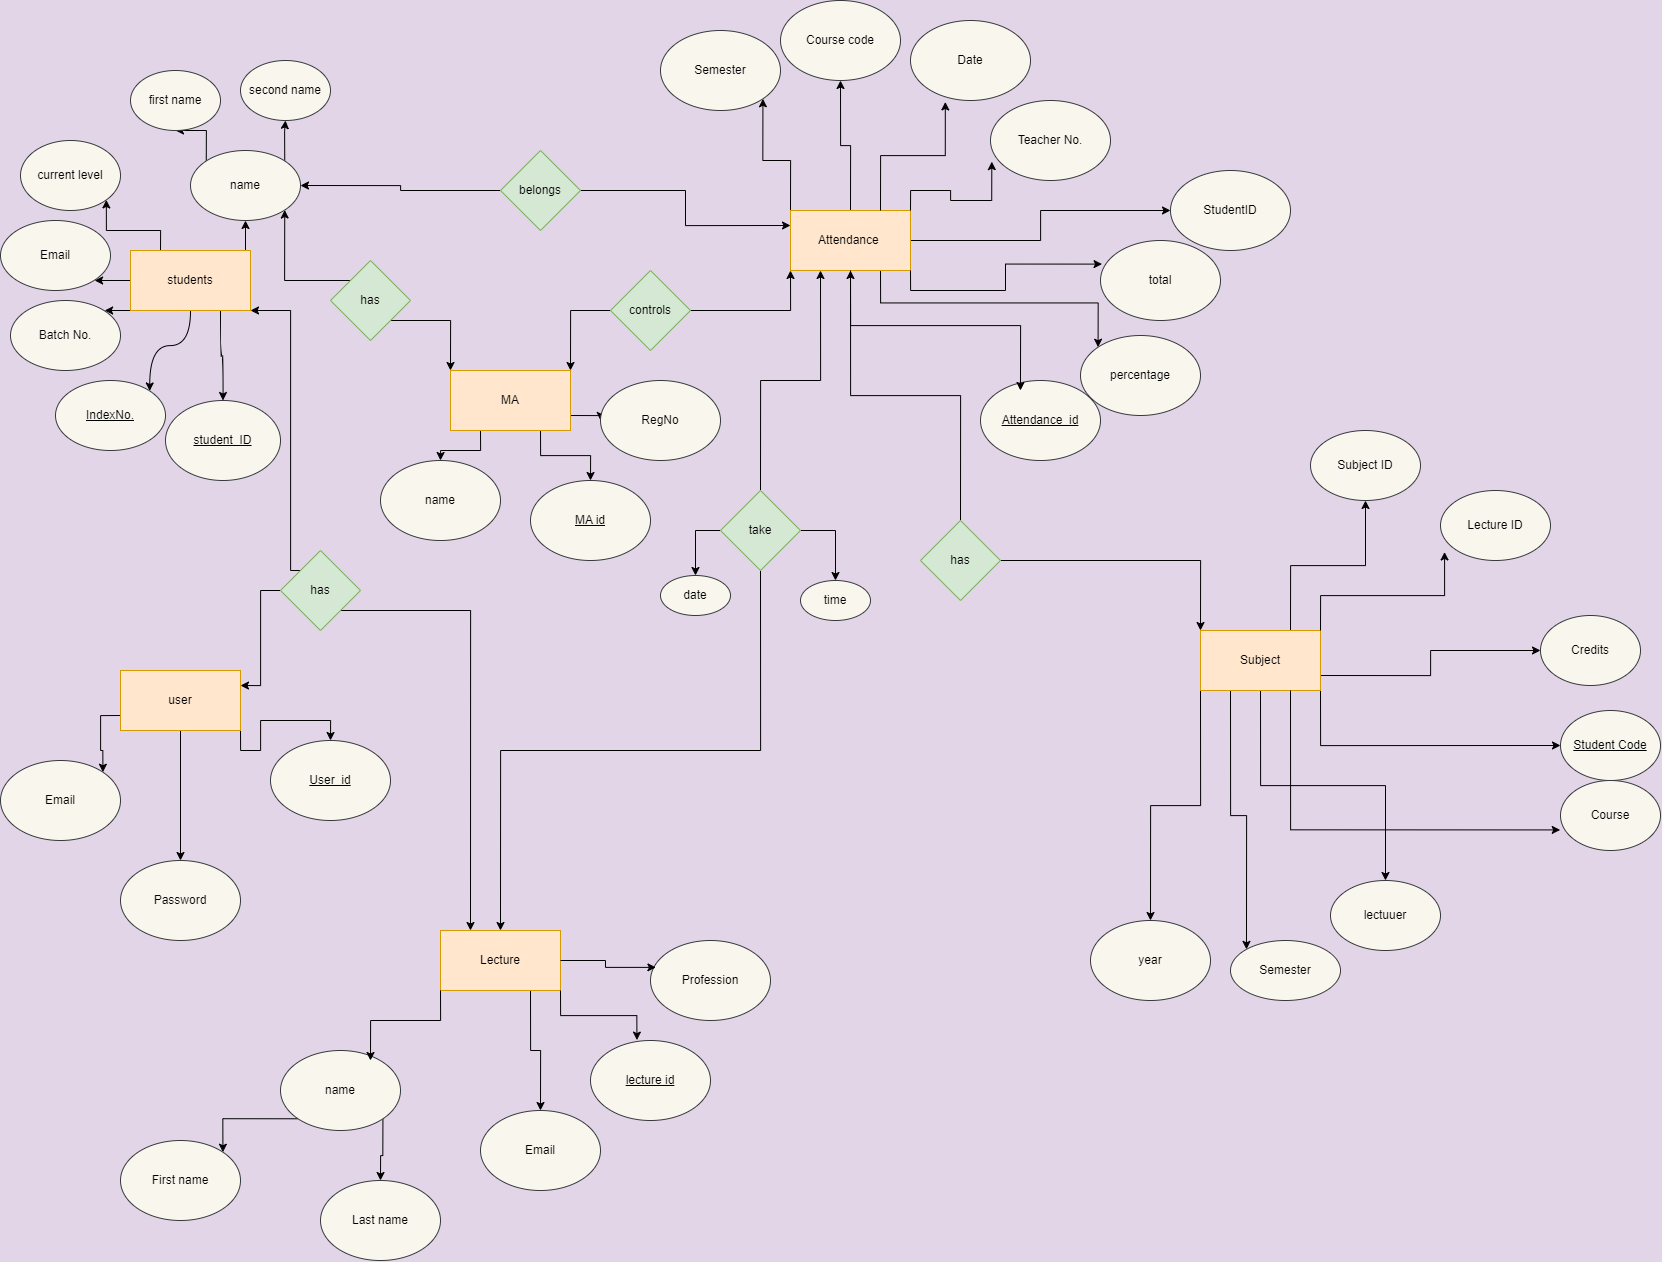 Course code
Date
Semester
second name
first name
Teacher No.
current level
name
belongs
StudentID
Attendance
Email
students
total
has
controls
Batch No.
percentage
MA
IndexNo.
RegNo
Attendance_id
student_ID
Subject ID
name
MA id
Lecture ID
take
has
has
date
time
Credits
Subject
user
Student Code
User_id
Email
Course
Password
lectuuer
Lecture
year
Semester
Profession
lecture id
name
Email
First name
Last name